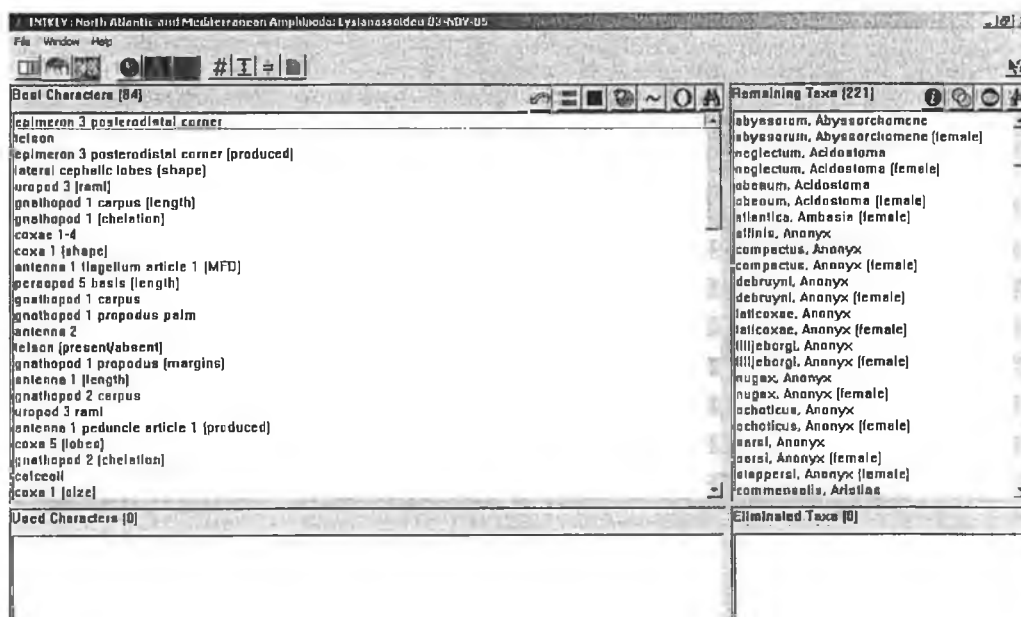 INTKEY: North Atlantic and Mediterranean Amphipoda: Lysianassoidea 03-NOV-05
File Window Help
Best Characters [84]
epimeron 3 posterodistal corner
telson
epimeron 3 posterodistal corner (produced)
lateral cephalic lobes (shape)
uropod 3 (rami)
gnathopod 1 carpus (length)
gnathopod 1 (chelation)
coxae 1-4
coxa 1 (shape)
antenna 1 flagellum article 1 (MFD)
pereopod 5 basis (length)
gnathopod 1 carpus
gnathopod 1 propodus palm
antenna 2
telson (present/absent)
gnathopod 1 propodus (margins)
antenna 1 (length)
gnathopod 2 carpus
uropod 3 rami
antenna 1 peduncle article 1 (produced)
coxa 5 (lobes)
gnathopod 2 (chelation)
calceoli
coxa 1 (size)
Used Characters [0]
Remaining Taxa [221]
abyssorum, Abyssorchomene
abyssorum, Abyssorchomene (female)
neglectum, Acidostoma
neglectum, Acidostoma (female)
obesum, Acidostoma
obesum, Acidostoma (female)
atlantica, Ambasia (female)
affinis, Anonyx
compactus, Anonyx
compactus, Anonyx (female)
debruyni, Anonyx
debruyni, Anonyx (female)
laticoxae, Anonyx
laticoxae, Anonyx (female)
lilljeborgi, Anonyx
lilljeborgi, Anonyx (female)
nugax, Anonyx
nugax, Anonyx (female)
ochoticus, Anonyx
ochoticus, Anonyx (female)
sarsi, Anonyx
sarsi, Anonyx (female)
slappersi, Anonyx (female)
commensalis, Aristias
Eliminated Taxa [0]